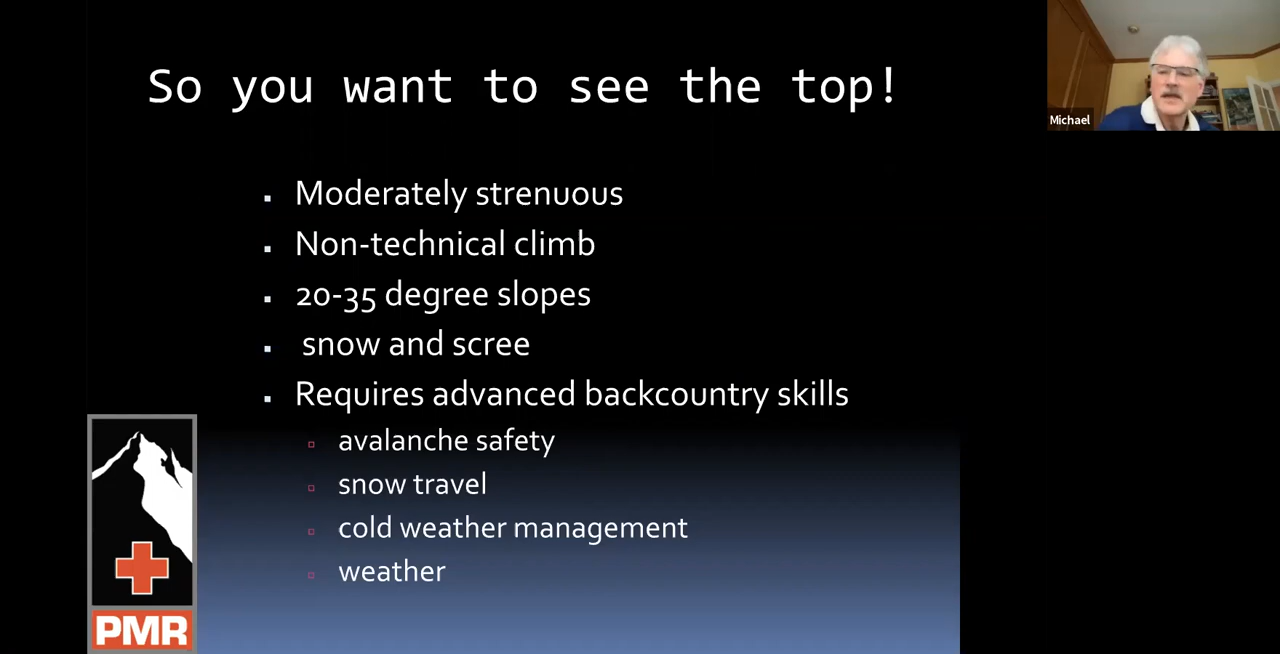 So you want to see the top!
Michael
Moderately strenuous
Non-technical climb
20-35 degree slopes
snow and scree
Requires advanced backcountry skills
avalanche safety
snow travel
cold weather management
weather
PMR